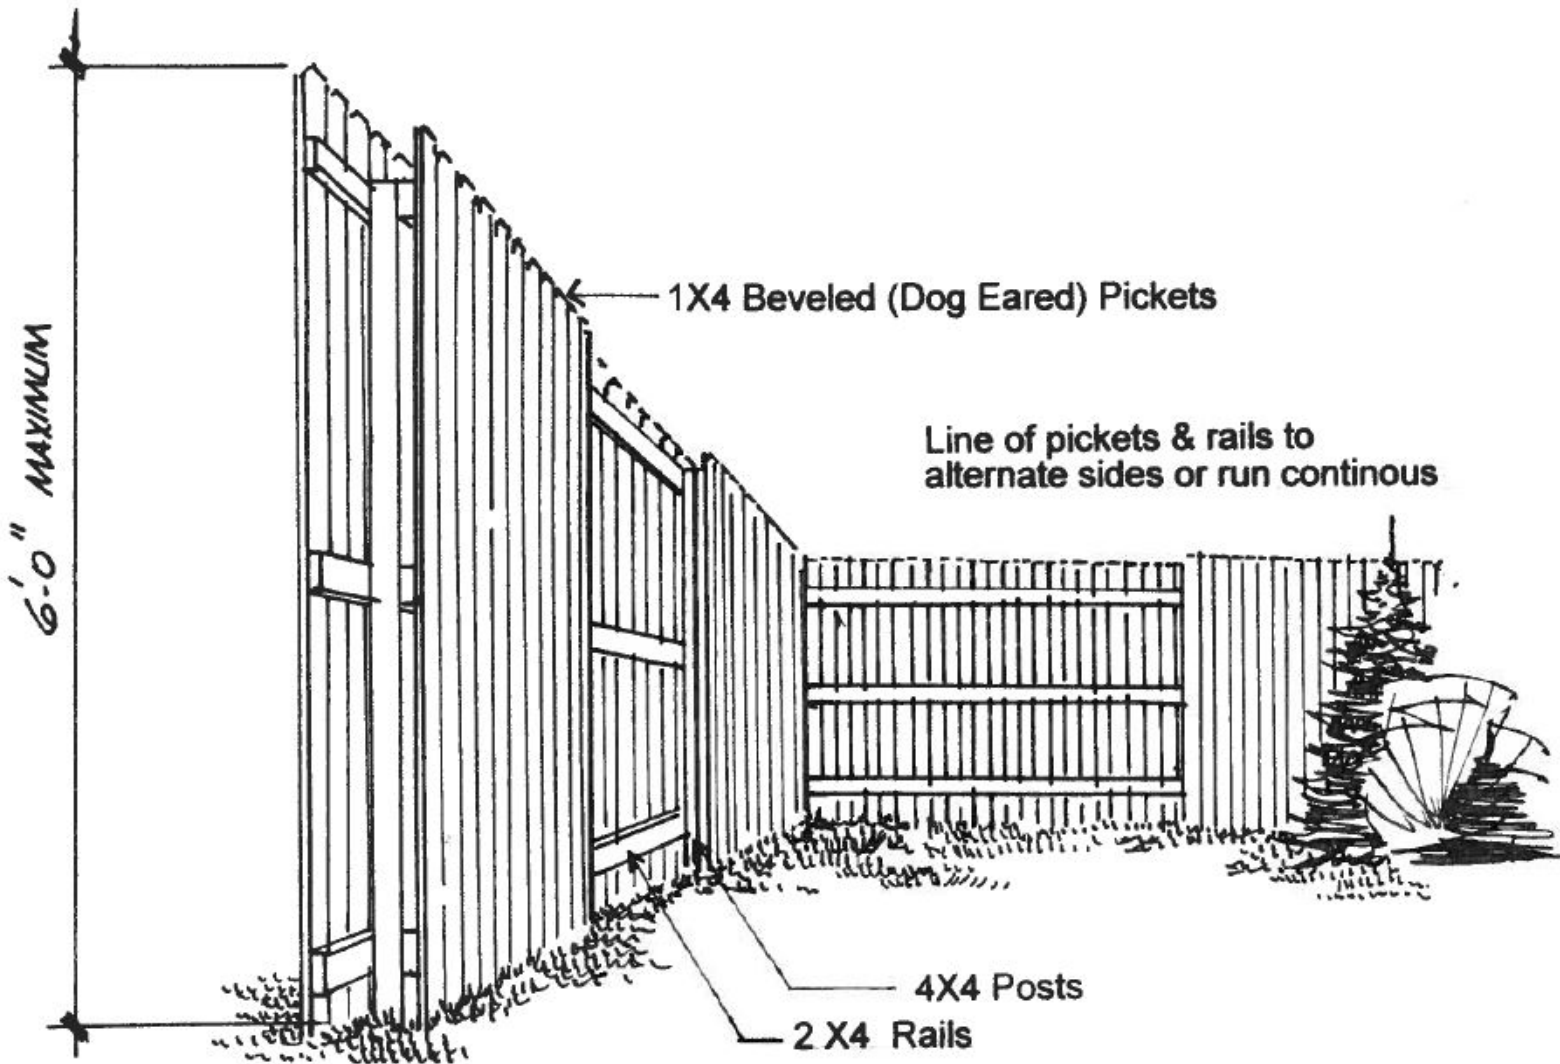 6'-0" MAXIMUM
1X4 Beveled (Dog Eared) Pickets
Line of pickets & rails to
alternate sides or run continous
4X4 Posts
2 X4 Rails